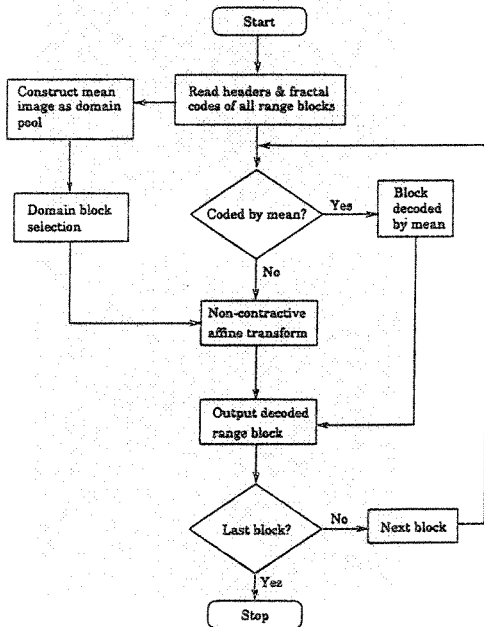 Start
Construct mean
image as domain
pool
Read headers & fractal
codes of all range blocks
Domain block
selection
Coded by mean?
Yes
Block
decoded
by mean
No
Non-contractive
affine transform
Output decoded
range block
Last block?
No
Next block
Yes
Stop